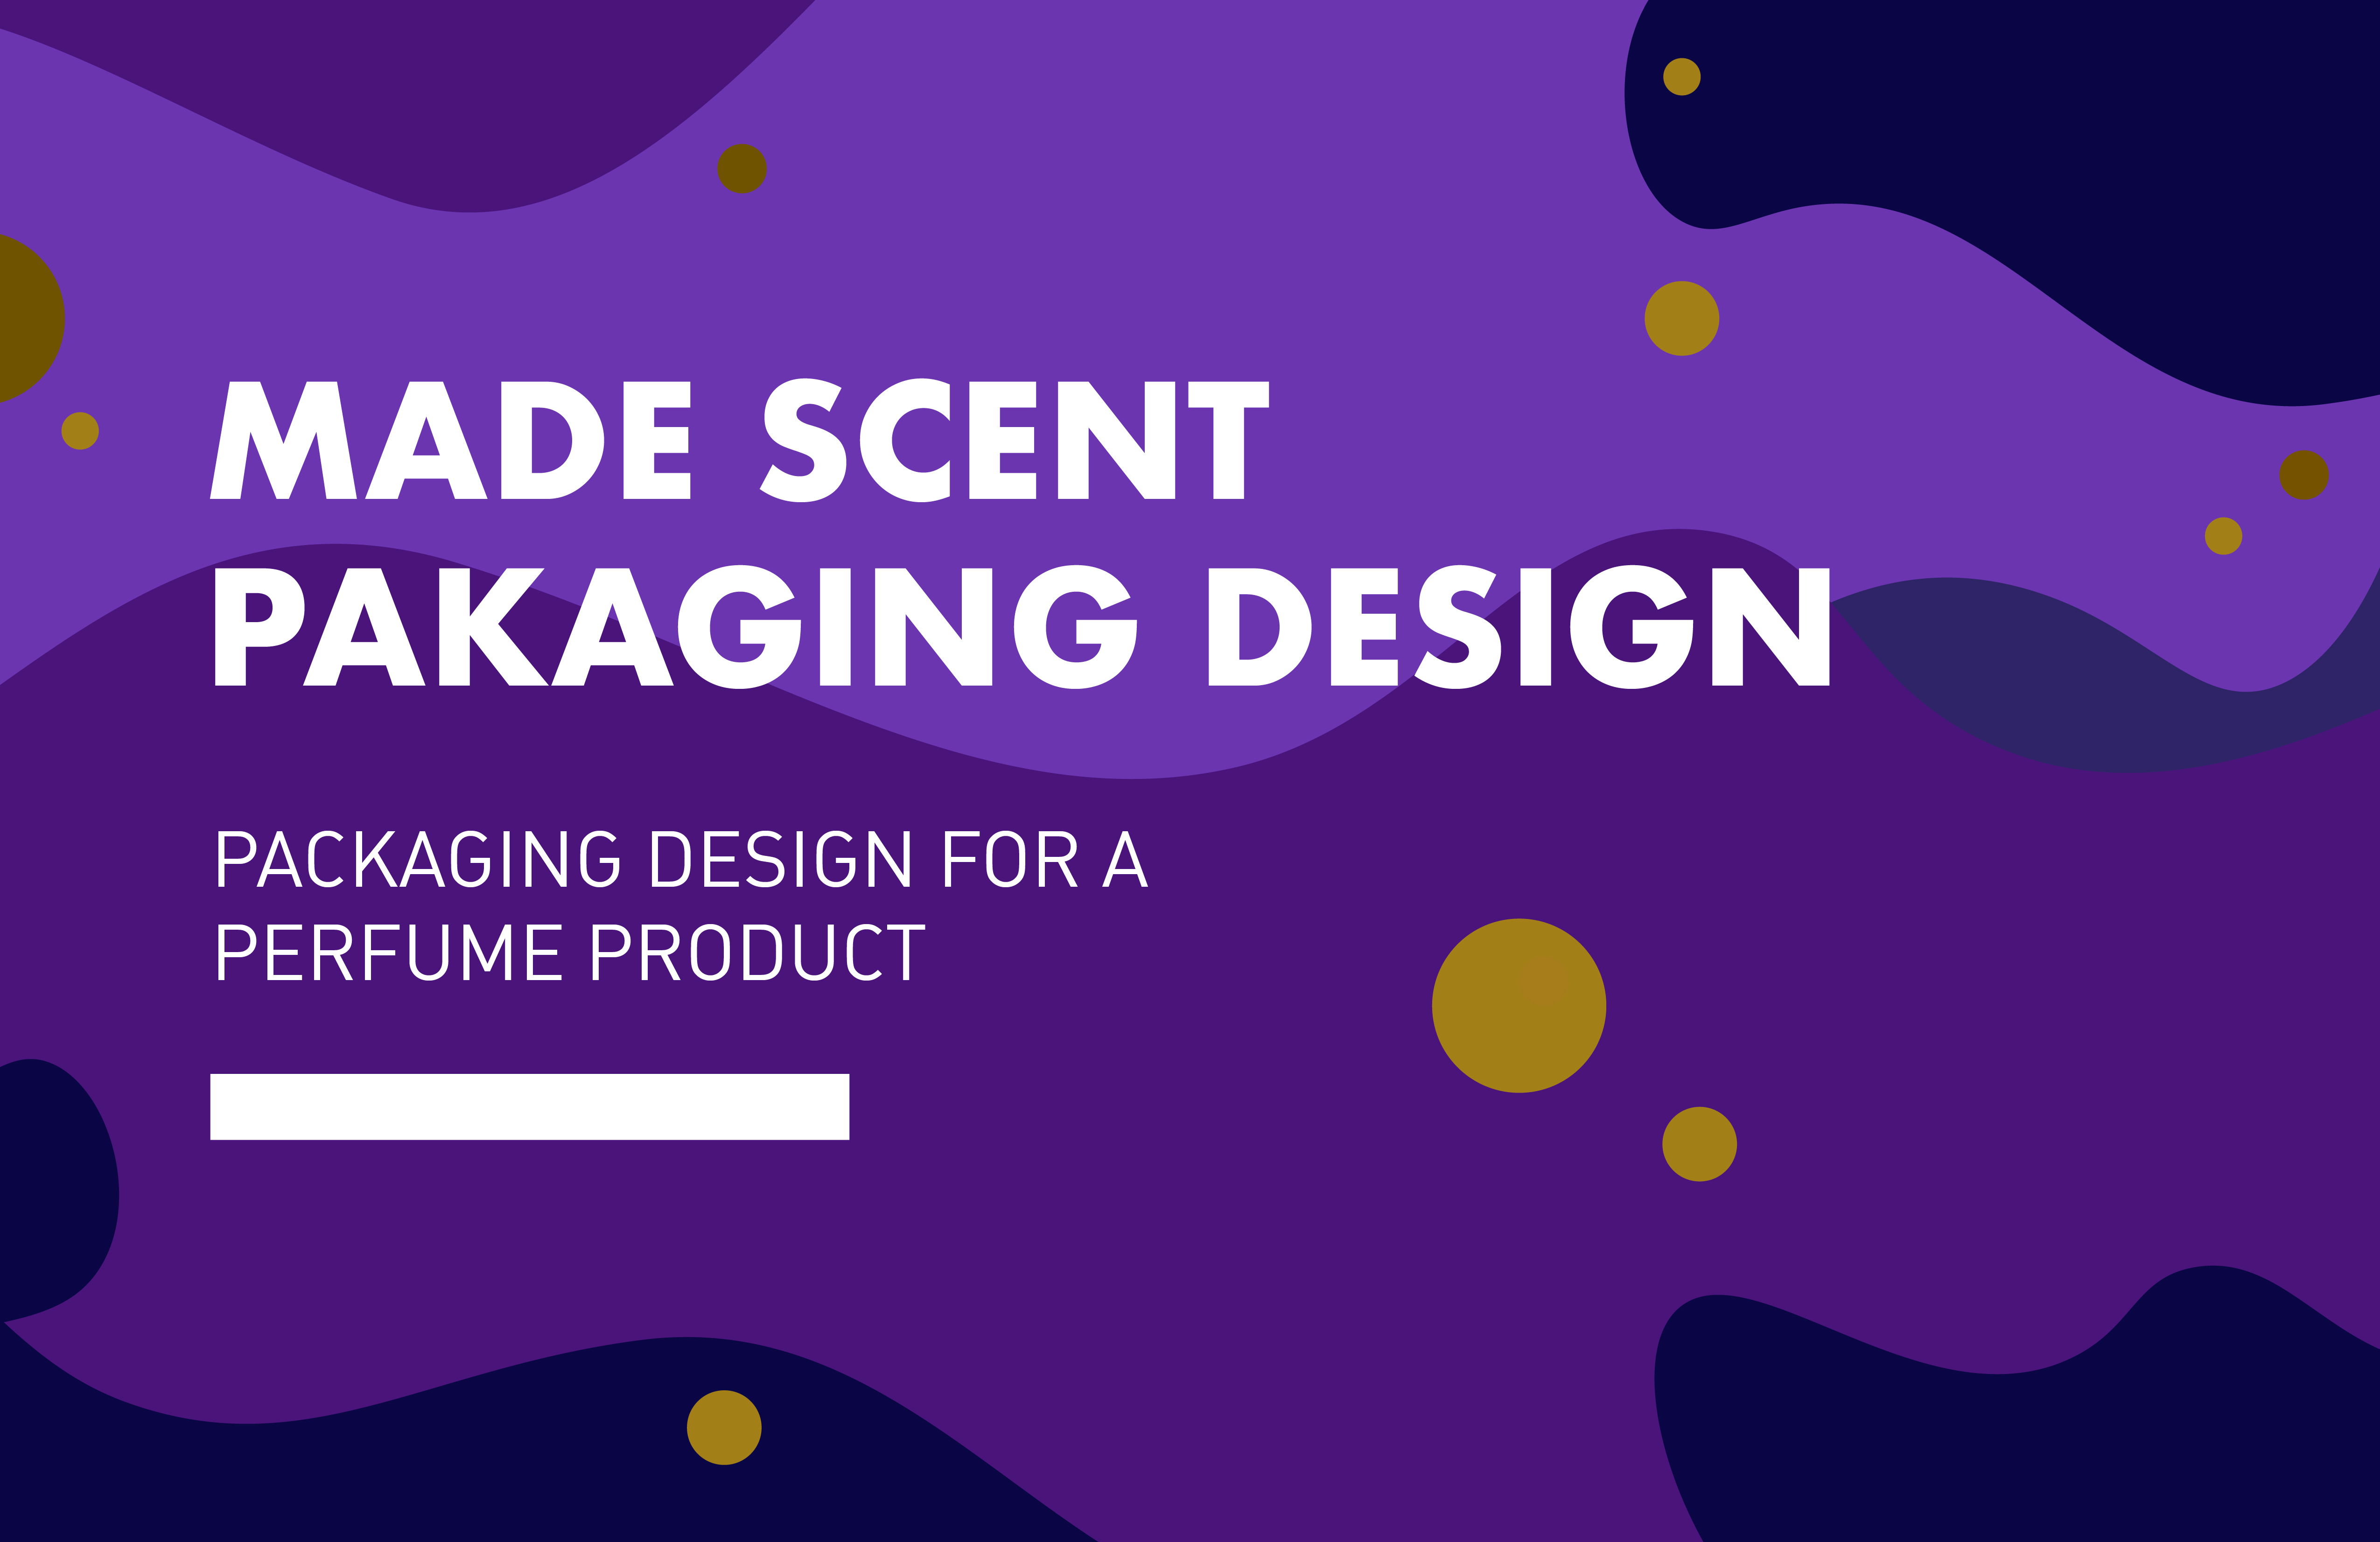 MADE SCENT
PAKAGING DESIGN
PACKAGING DESIGN FOR A
PERFUME PRODUCT